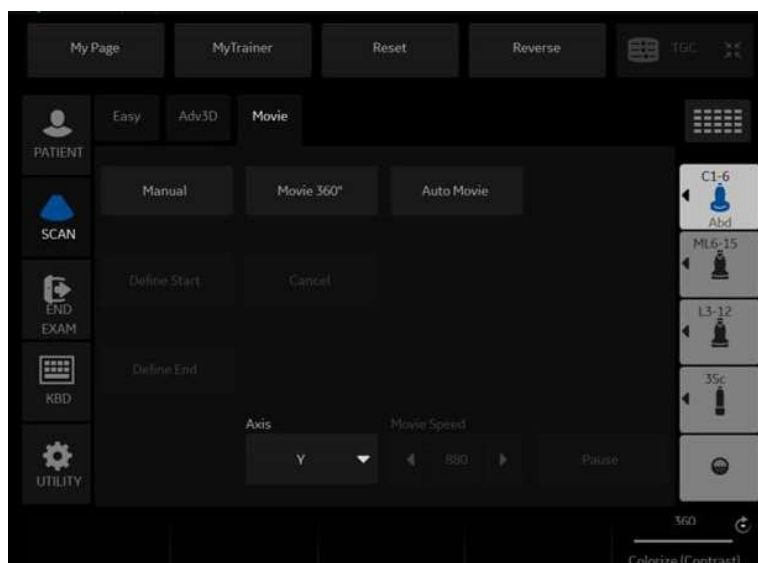 My Page MyTrainer Reset Reverse TGC
Easy Adv3D Movie
PATIENT
Manual Movie 360° Auto Movie
C1-6
Abd
SCAN
ML6-15
Define Start Cancel
END
EXAM
L3-12
Define End
KBD
3Sc
Axis Movie Speed
Y 880 Pause
UTILITY
360
Colorize (Contrast)